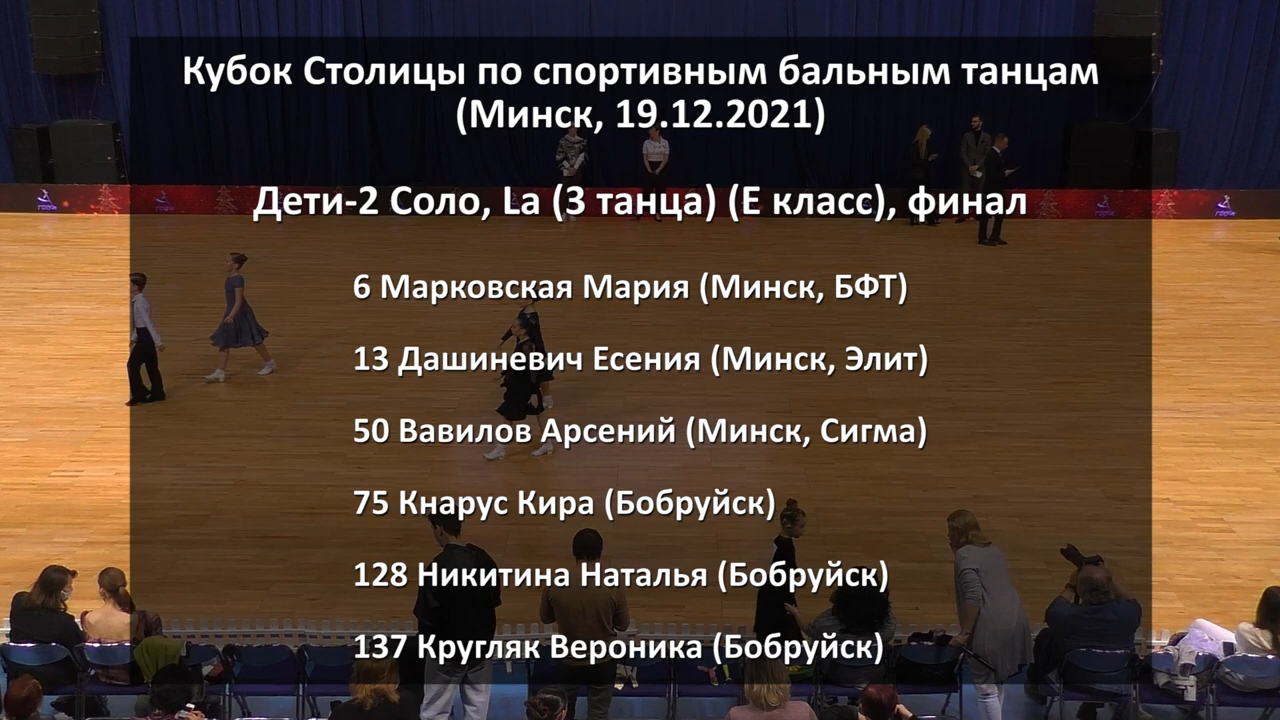 Кубок Столицы по спортивным бальным танцам
(Минск, 19.12.2021)
Дети-2 Соло, La (3 танца) (Е класс), финал
6 Марковская Мария (Минск, БФТ)
13 Дашиневич Есения (Минск, Элит)
50 Вавилов Арсений (Минск, Сигма)
75 Кнарус Кира (Бобруйск)
128 Никитина Наталья (Бобруйск)
137 Кругляк Вероника (Бобруйск)